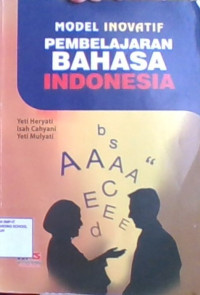 MODEL INOVATIF
PEMBELAJARAN
BAHASA
INDONESIA
Yeti Heryati
Isah Cahyani
Yeti Mulyati
b
s
A A A A "
C
E E E E
d